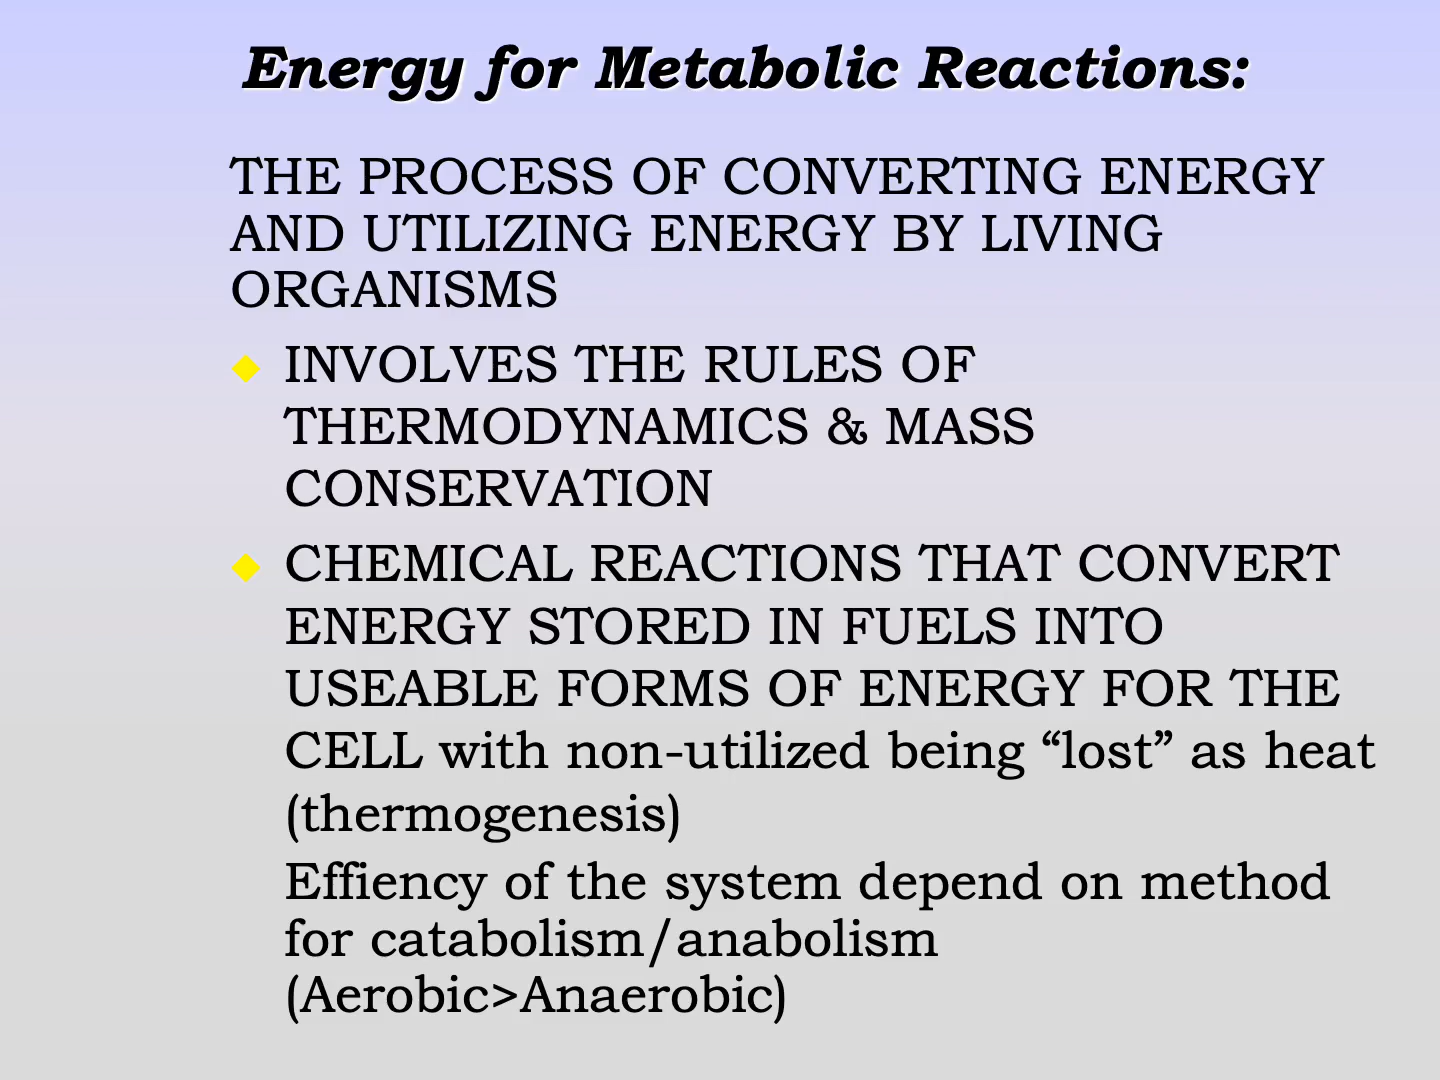 Energy for Metabolic Reactions:
THE PROCESS OF CONVERTING ENERGY
AND UTILIZING ENERGY BY LIVING
ORGANISMS
INVOLVES THE RULES OF
THERMODYNAMICS & MASS
CONSERVATION
CHEMICAL REACTIONS THAT CONVERT
ENERGY STORED IN FUELS INTO
USEABLE FORMS OF ENERGY FOR THE
CELL with non-utilized being “lost” as heat
(thermogenesis)
Effiency of the system depend on method
for catabolism/anabolism
(Aerobic>Anaerobic)